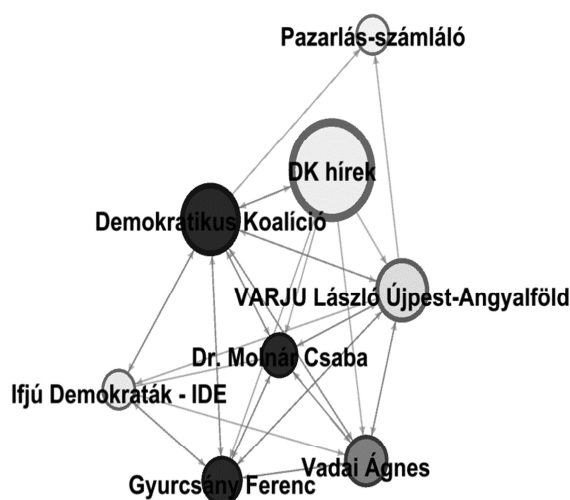 Pazarlás-számláló
DK hírek
Demokratikus Koalíció
VARJU László Újpest-Angyalföld
Dr. Molnár Csaba
Ifjú Demokraták - IDE
Vadai Ágnes
Gyurcsány Ferenc